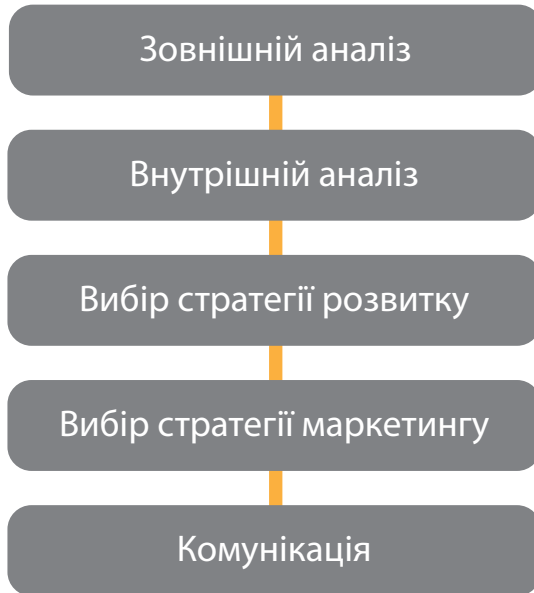 Зовнішній аналіз
Внутрішній аналіз
Вибір стратегії розвитку
Вибір стратегії маркетингу
Комунікація